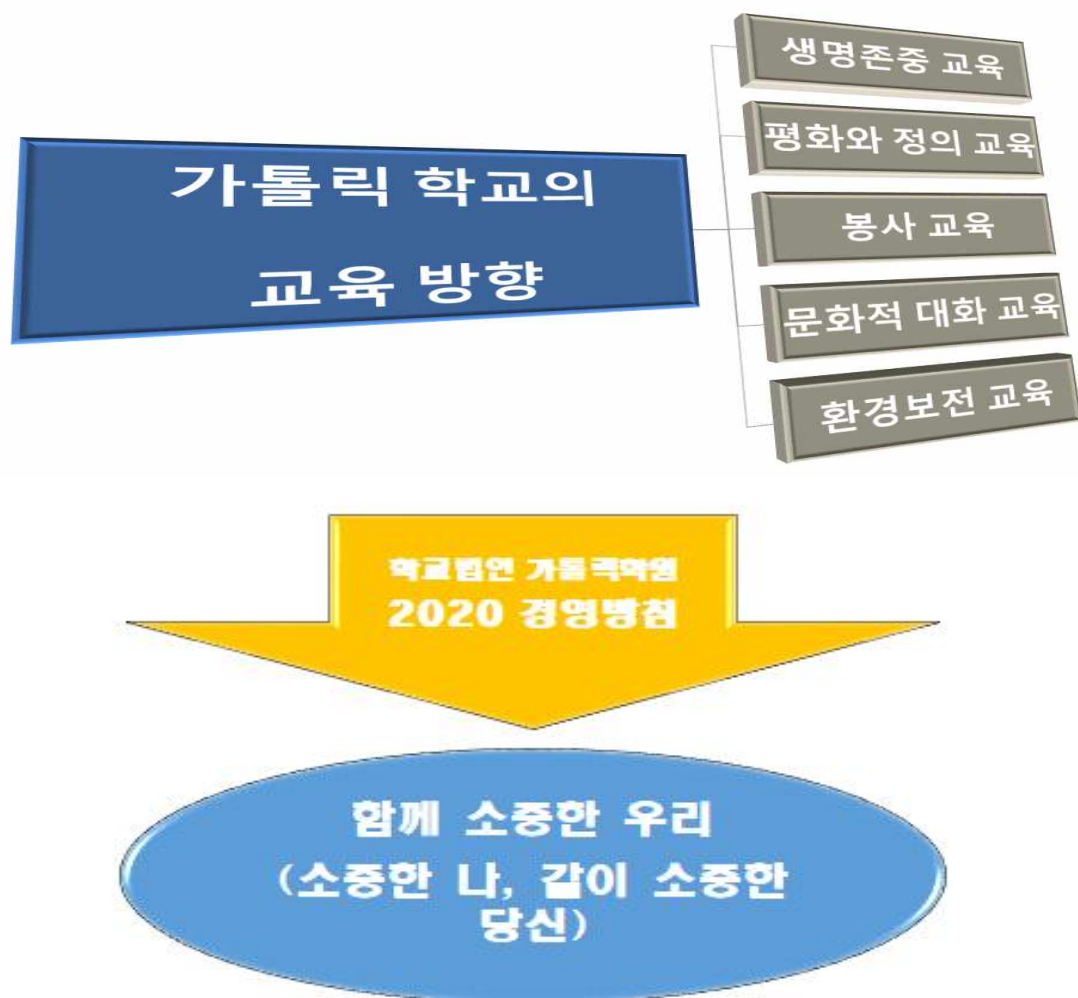 가톨릭 학교의
교육 방향
생명존중 교육
평화와 정의 교육
봉사 교육
문화적 대화 교육
환경보전 교육
학교법인 가톨릭학원
2020 경영방침
함께 소중한 우리
(소중한 나, 같이 소중한
당신)